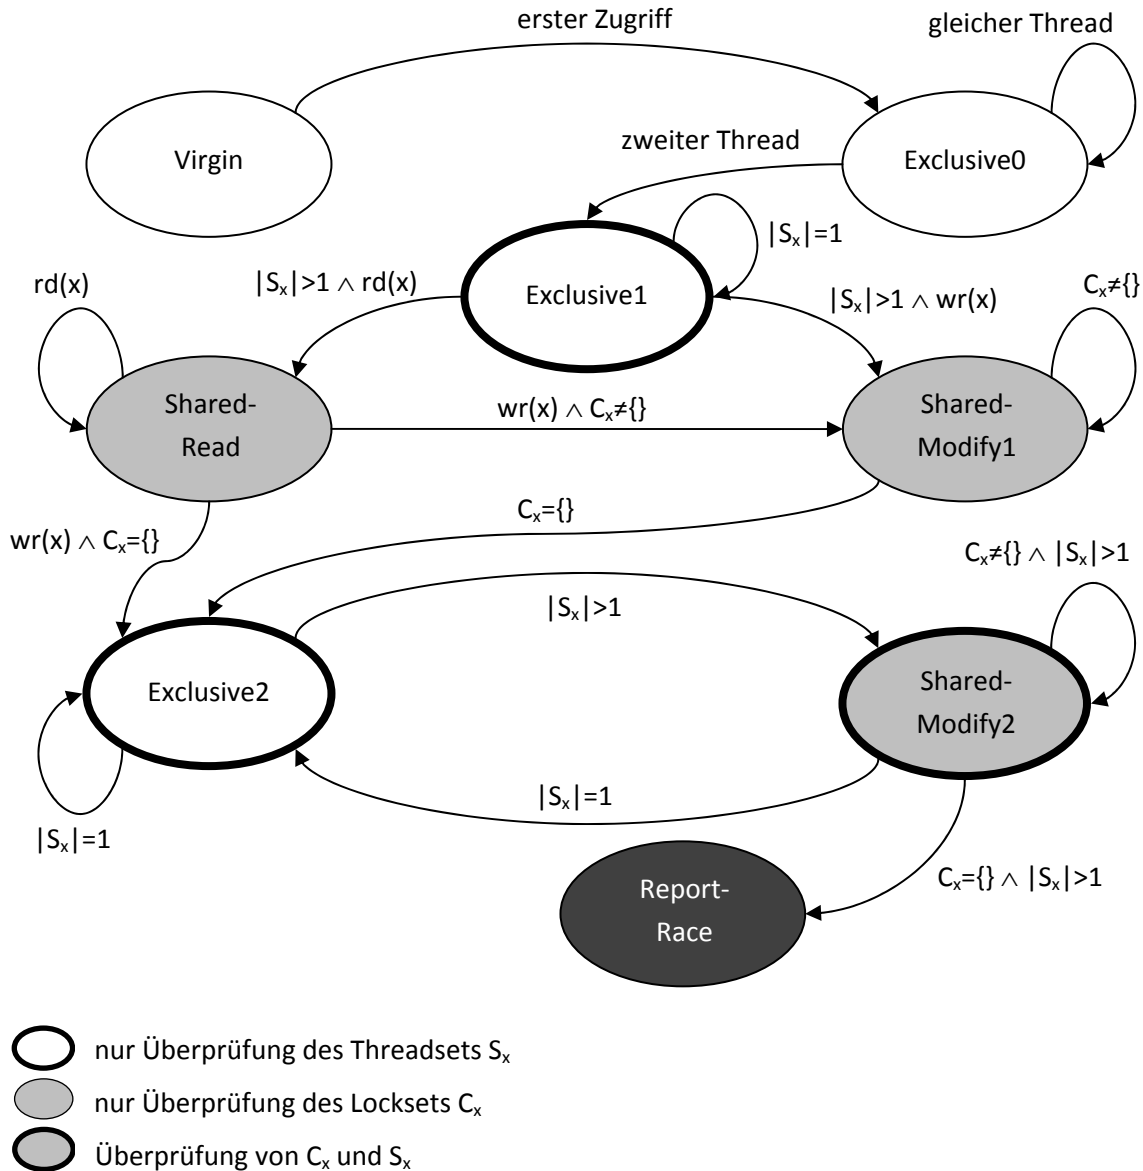 erster Zugriff
gleicher Thread
Virgin
Exclusive0
zweiter Thread
|Sₓ|=1
Exclusive1
|Sₓ|>1 ∧ rd(x)
|Sₓ|>1 ∧ wr(x)
rd(x)
Cₓ≠{}
Shared-
Read
wr(x) ∧ Cₓ≠{}
Shared-
Modify1
Cₓ={}
wr(x) ∧ Cₓ={}
Cₓ≠{} ∧ |Sₓ|>1
|Sₓ|>1
Exclusive2
Shared-
Modify2
|Sₓ|=1
|Sₓ|=1
Cₓ={} ∧ |Sₓ|>1
Report-
Race
nur Überprüfung des Threadsets Sₓ
nur Überprüfung des Locksets Cₓ
Überprüfung von Cₓ und Sₓ